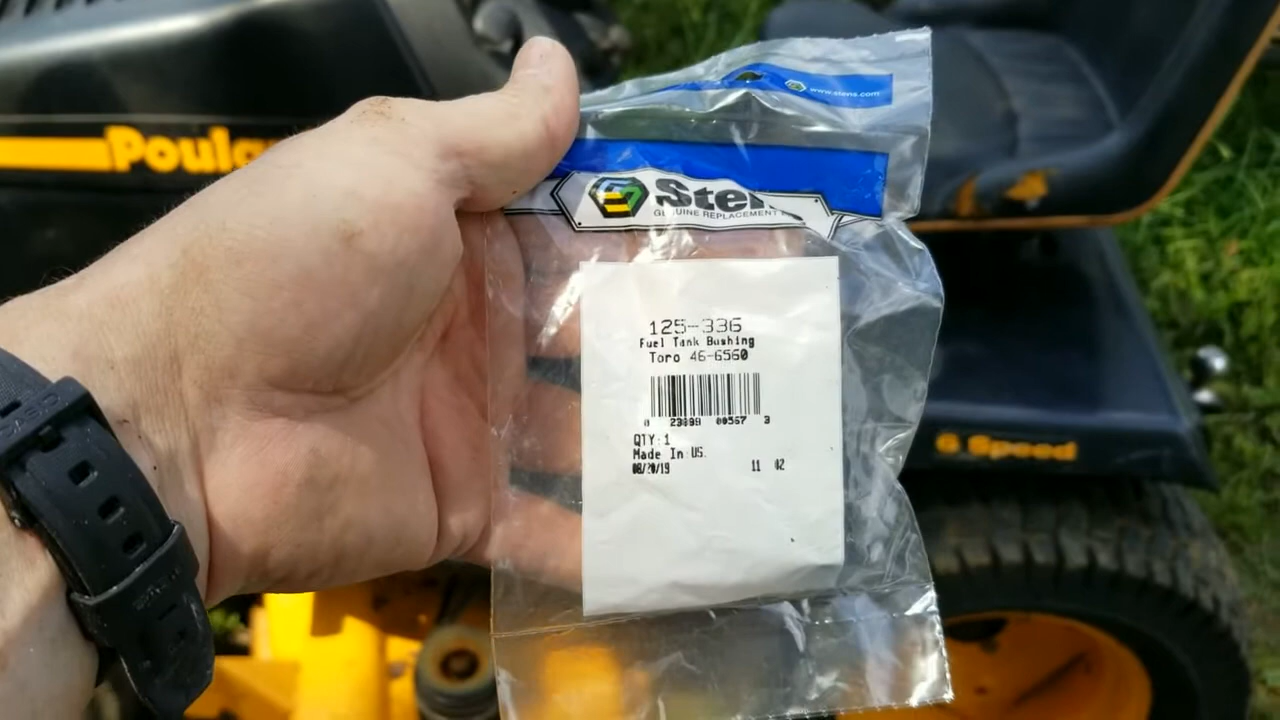 www.stens.com
Poula
Sten
GENUINE REPLACEMENT
125-336
Fuel Tank Bushing
Toro 46-6560
0 23899 00567 3
QTY:1
Made In US.
08/20/19 11 02
6 Speed
CASIO